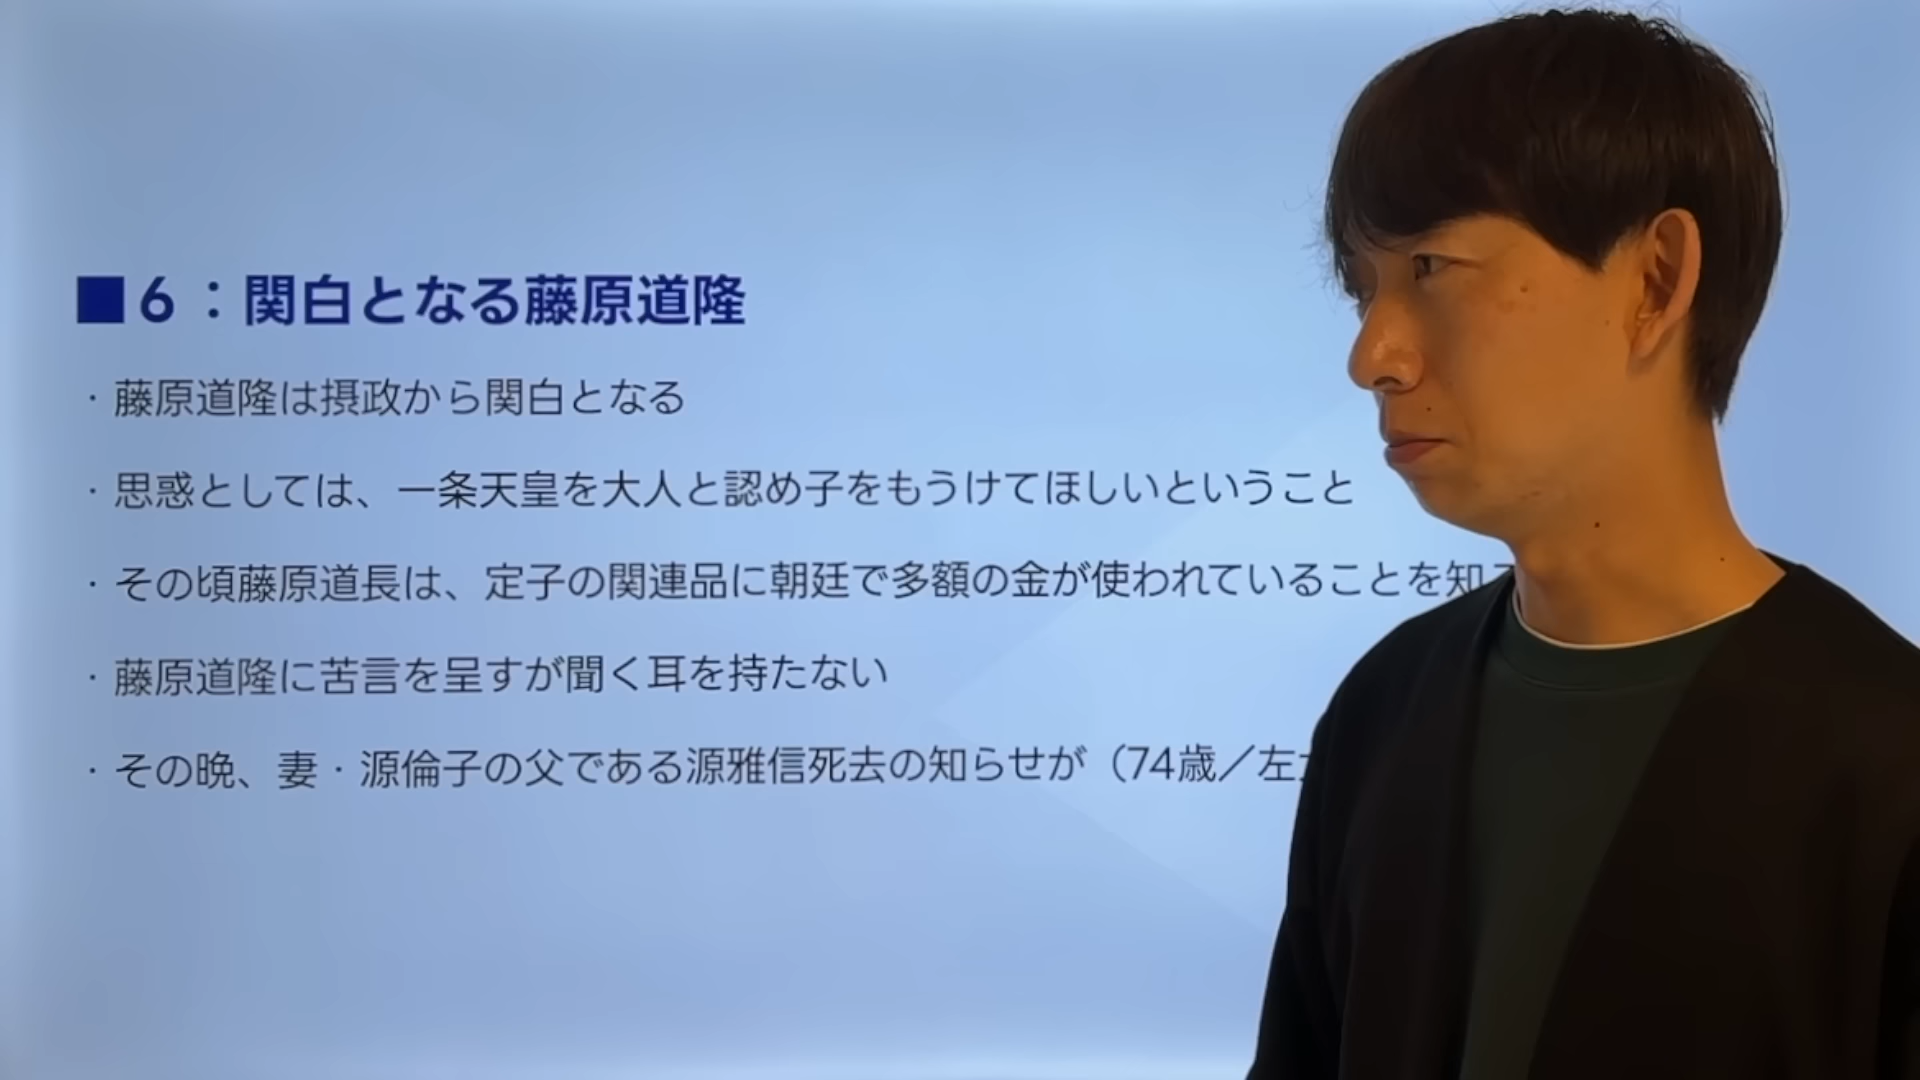 ■6：関白となる藤原道隆
・藤原道隆は摂政から関白となる
・思惑としては、一条天皇を大人と認め子をもうけてほしいということ
・その頃藤原道長は、定子の関連品に朝廷で多額の金が使われていることを知
・藤原道隆に苦言を呈すが聞く耳を持たない
・その晩、妻・源倫子の父である源雅信死去の知らせが（74歳／左